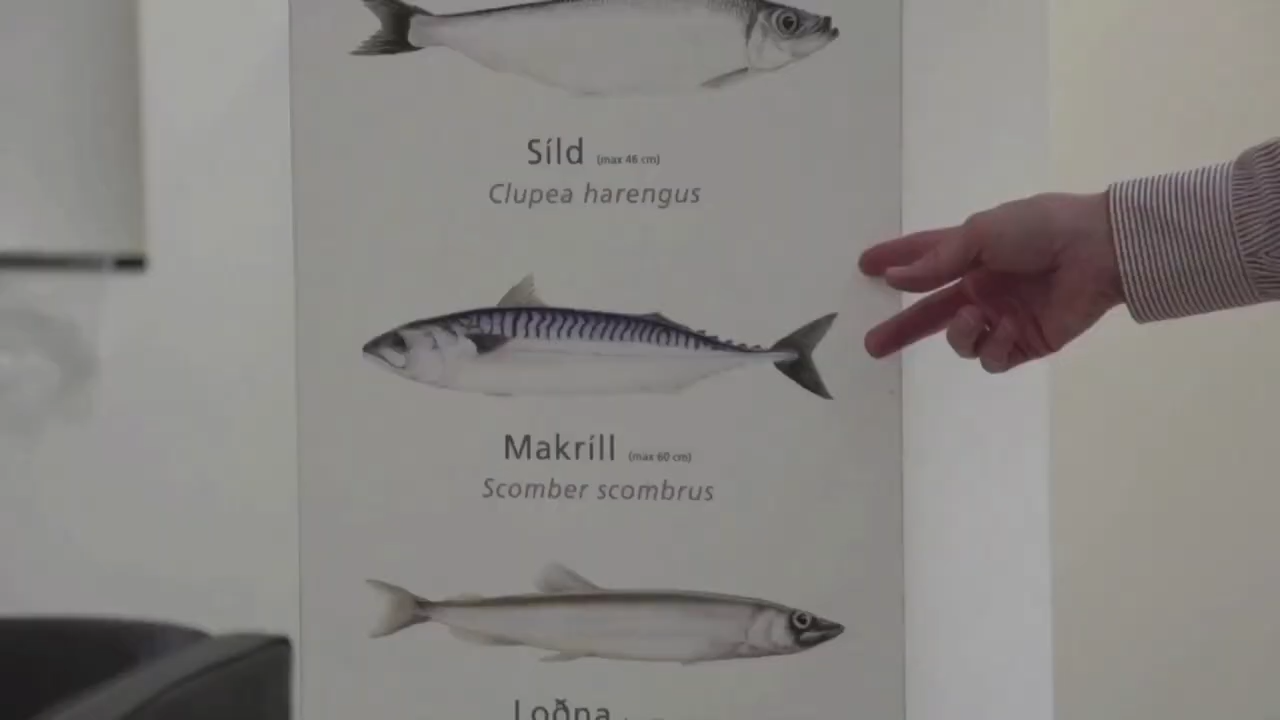 Síld (max 46 cm)
Clupea harengus
Makríll (max 60 cm)
Scomber scombrus
Loðna